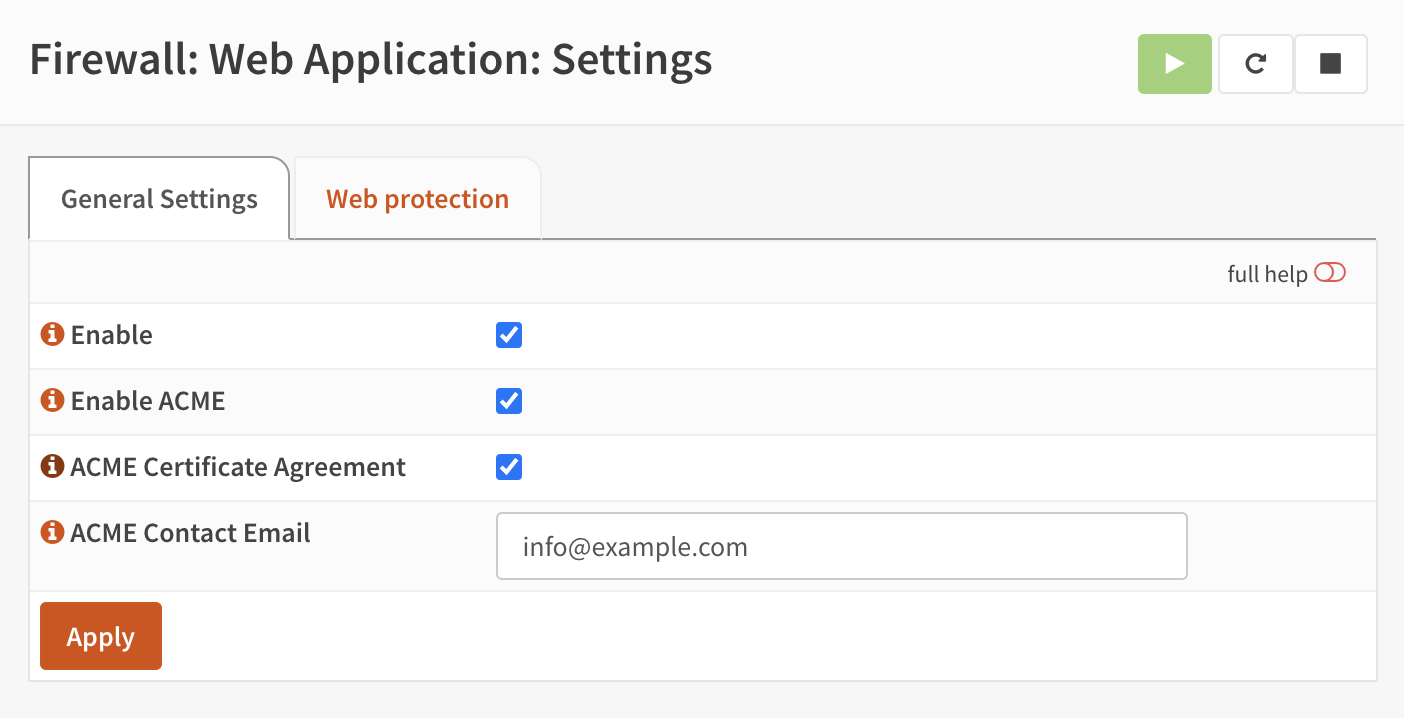 Firewall: Web Application: Settings
General Settings
Web protection
full help
Enable
Enable ACME
ACME Certificate Agreement
ACME Contact Email
info@example.com
Apply